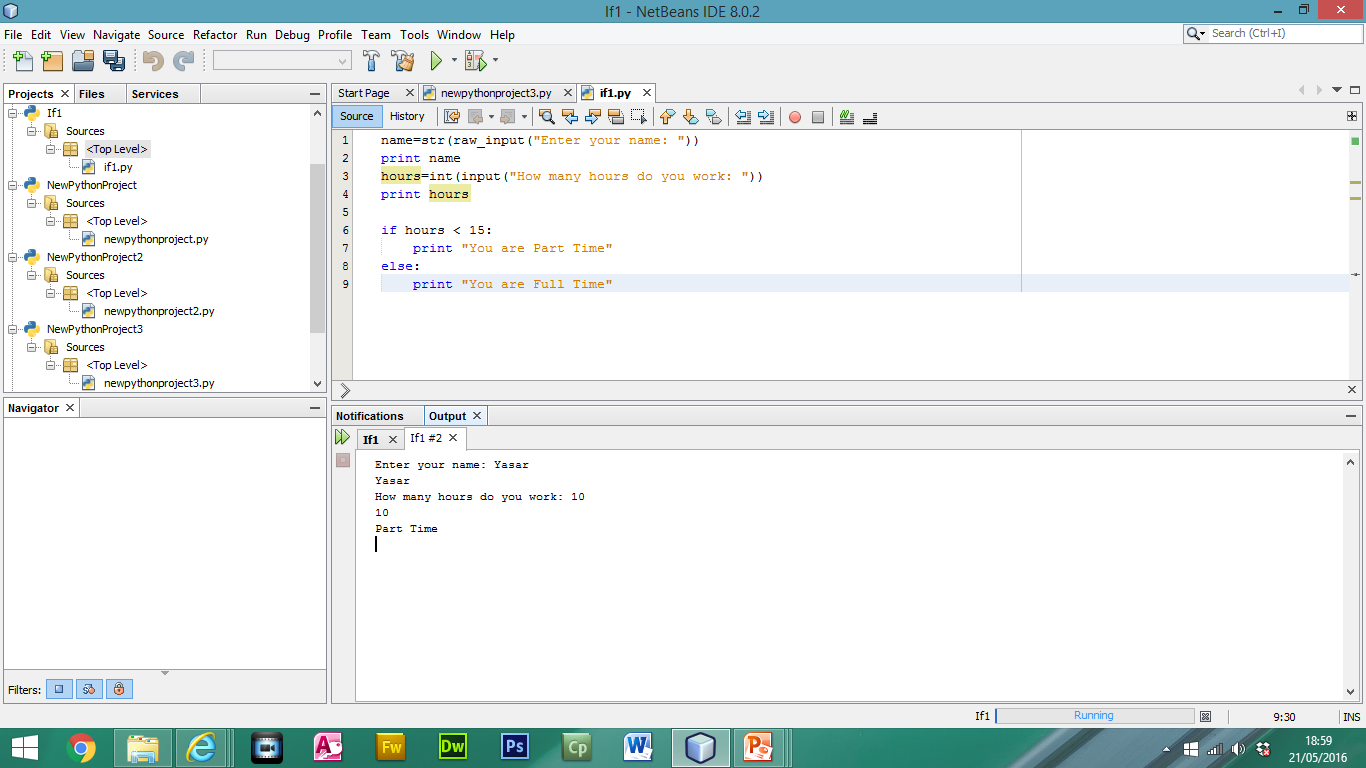 If1 - NetBeans IDE 8.0.2
File Edit View Navigate Source Refactor Run Debug Profile Team Tools Window Help
Search (Ctrl+I)
Projects Files Services
If1
Sources
<Top Level>
if1.py
NewPythonProject
Sources
<Top Level>
newpythonproject.py
NewPythonProject2
Sources
<Top Level>
newpythonproject2.py
NewPythonProject3
Sources
<Top Level>
newpythonproject3.py
Navigator
Filters:
Start Page newpythonproject3.py if1.py
Source History
1 name=str(raw_input("Enter your name: "))
2 print name
3 hours=int(input("How many hours do you work: "))
4 print hours
5
6 if hours < 15:
7 print "You are Part Time"
8 else:
9 print "You are Full Time"
Notifications Output
If1 If1 #2
Enter your name: Yasar
Yasar
How many hours do you work: 10
10
Part Time
If1 Running 9:30 INS
A Fw Dw Ps Cp W P
18:59
21/05/2016